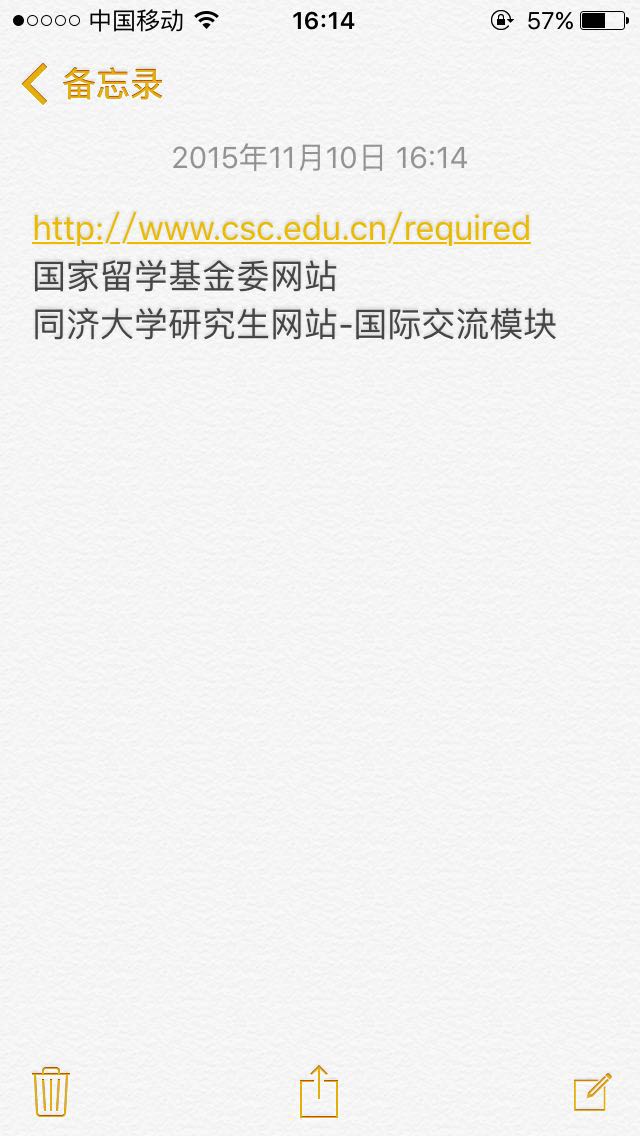 中国移动 16:14 57%
备忘录
2015年11月10日 16:14
http://www.csc.edu.cn/required
国家留学基金委网站
同济大学研究生网站-国际交流模块